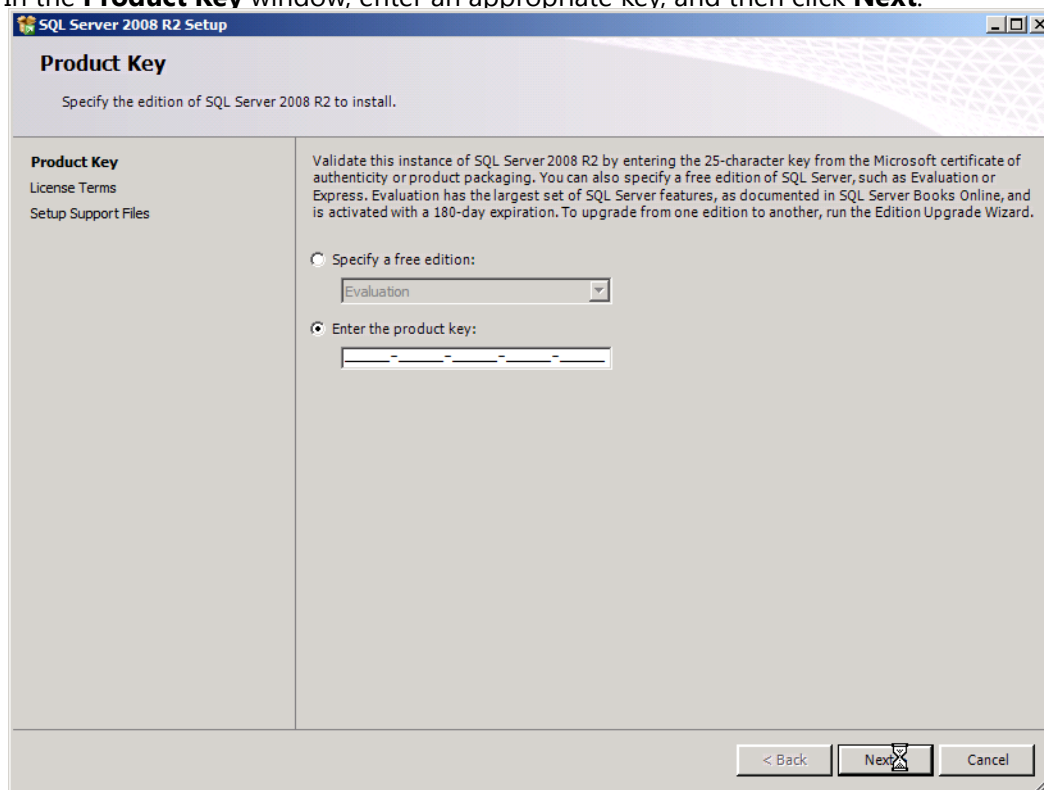 In the Product Key window, enter an appropriate key, and then click Next.
SQL Server 2008 R2 Setup
Product Key
Specify the edition of SQL Server 2008 R2 to install.
Product Key
License Terms
Setup Support Files
Validate this instance of SQL Server 2008 R2 by entering the 25-character key from the Microsoft certificate of
authenticity or product packaging. You can also specify a free edition of SQL Server, such as Evaluation or
Express. Evaluation has the largest set of SQL Server features, as documented in SQL Server Books Online, and
is activated with a 180-day expiration. To upgrade from one edition to another, run the Edition Upgrade Wizard.
Specify a free edition:
Evaluation
Enter the product key:
_____-_____-_____-_____-_____
< Back
Next
Cancel